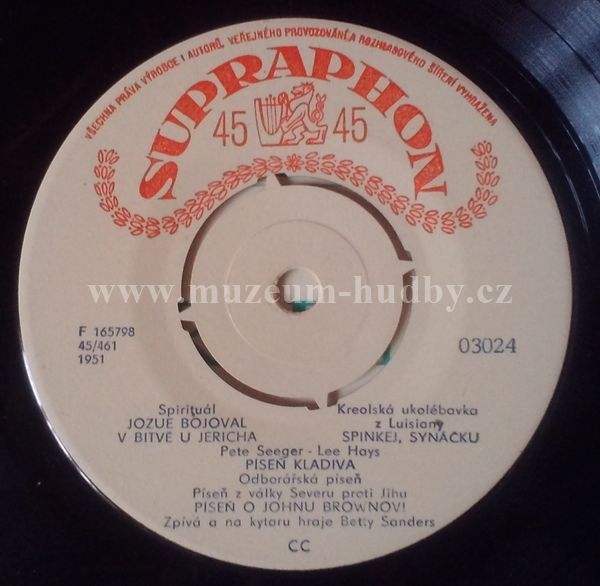 VŠECHNA PRÁVA VÝROBCE I AUTORŮ, VEŘEJNÉHO PROVOZOVÁNÍ A ROZHLASOVÉHO ŠÍŘENÍ VYHRAŽENA
SUPRAPHON
45 45
www.muzeum-hudby.cz
F 165798
45/461
1951
03024
Spirituál
JOZUE BOJOVAL
V BITVĚ U JERICHA
Kreolská ukolébavka
z Luisiany
SPINKEJ, SYNÁČKU
Pete Seeger - Lee Hays
PÍSEŇ KLADIVA
Odborářská píseň
Píseň z války Severu proti Jihu
PÍSEŇ O JOHNU BROWNOVI
Zpívá a na kytaru hraje Betty Sanders
CC